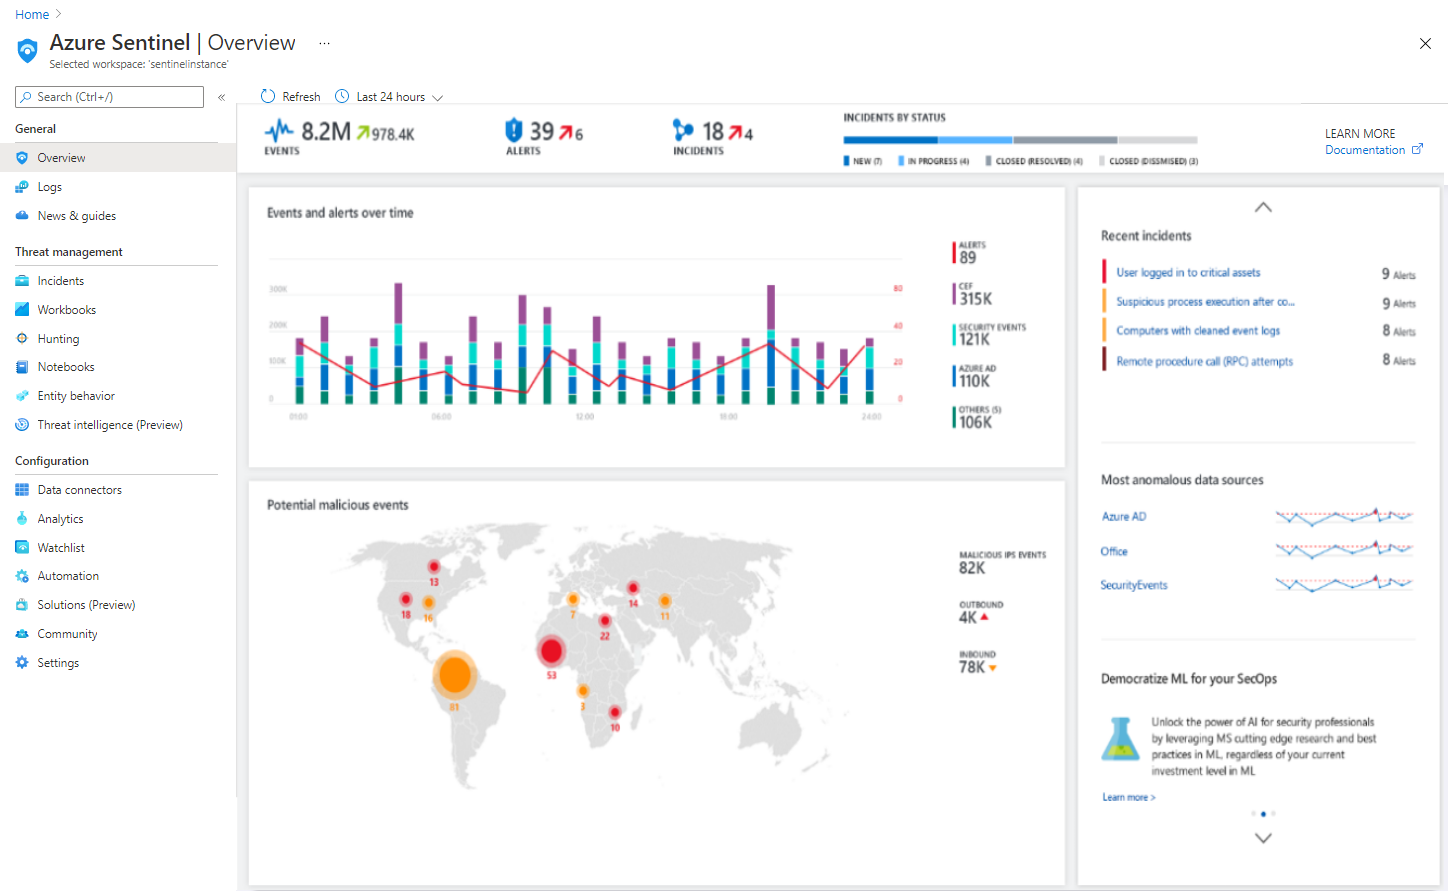 Home
Azure Sentinel | Overview ...
Selected workspace: 'sentinelinstance'
Search (Ctrl+/)
«
Refresh
Last 24 hours
General
Overview
Logs
News & guides
Threat management
Incidents
Workbooks
Hunting
Notebooks
Entity behavior
Threat intelligence (Preview)
Configuration
Data connectors
Analytics
Watchlist
Automation
Solutions (Preview)
Community
Settings
8.2M 978.4K
EVENTS
39 6
ALERTS
18 4
INCIDENTS
INCIDENTS BY STATUS
NEW (7) IN PROGRESS (4) CLOSED (RESOLVED) (4) CLOSED (DISMISED) (3)
LEARN MORE
Documentation
Events and alerts over time
300K
200K
100K
0
80
40
20
0
01:00 06:00 12:00 18:00 24:00
ALERTS
89
CEF
315K
SECURITY EVENTS
121K
AZURE AD
110K
OTHERS (5)
106K
Potential malicious events
13
18
16
81
7
14
11
22
53
3
10
MALICIOUS IPS EVENTS
82K
OUTBOUND
4K
INBOUND
78K
Recent incidents
User logged in to critical assets 9 Alerts
Suspicious process execution after co... 9 Alerts
Computers with cleaned event logs 8 Alerts
Remote procedure call (RPC) attempts 8 Alerts
Most anomalous data sources
Azure AD
Office
SecurityEvents
Democratize ML for your SecOps
Unlock the power of AI for security professionals
by leveraging MS cutting edge research and best
practices in ML, regardless of your current
investment level in ML
Learn more >